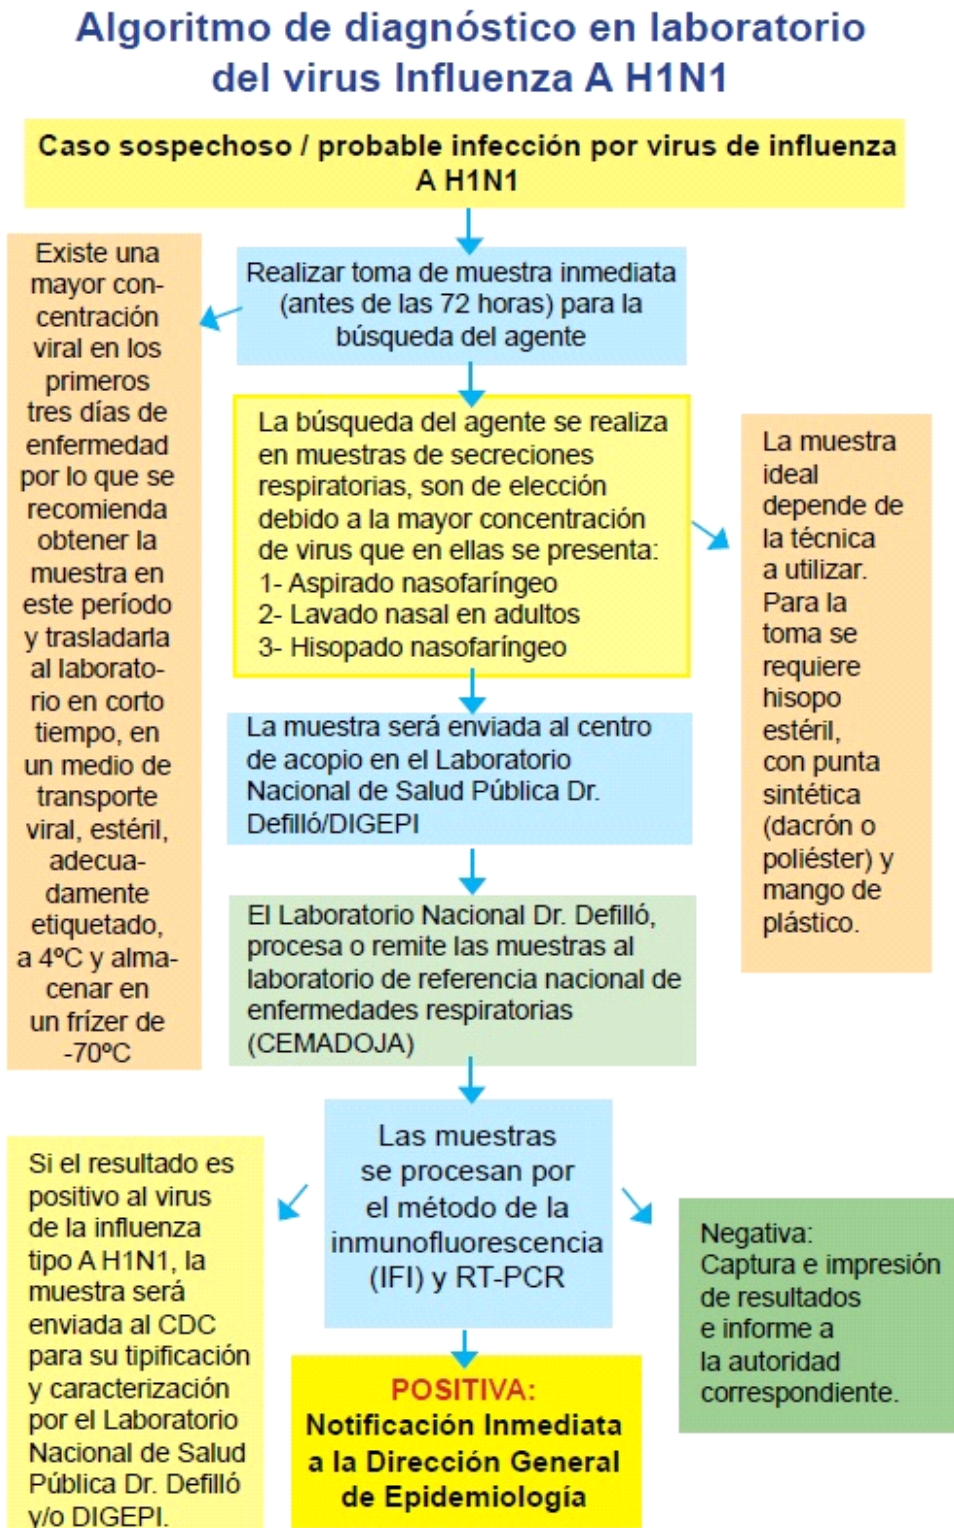 Algoritmo de diagnóstico en laboratorio
del virus Influenza A H1N1
Caso sospechoso / probable infección por virus de influenza
A H1N1
Existe una
mayor con-
centración
viral en los
primeros
tres días de
enfermedad
por lo que se
recomienda
obtener la
muestra en
este período
y trasladarla
al laborato-
rio en corto
tiempo, en
un medio de
transporte
viral, estéril,
adecua-
damente
etiquetado,
a 4ºC y alma-
cenar en
un frízer de
-70ºC
Realizar toma de muestra inmediata
(antes de las 72 horas) para la
búsqueda del agente
La búsqueda del agente se realiza
en muestras de secreciones
respiratorias, son de elección
debido a la mayor concentración
de virus que en ellas se presenta:
1- Aspirado nasofaríngeo
2- Lavado nasal en adultos
3- Hisopado nasofaríngeo
La muestra
ideal
depende de
la técnica
a utilizar.
Para la
toma se
requiere
hisopo
estéril,
con punta
sintética
(dacrón o
poliéster) y
mango de
plástico.
La muestra será enviada al centro
de acopio en el Laboratorio
Nacional de Salud Pública Dr.
Defilló/DIGEPI
El Laboratorio Nacional Dr. Defilló,
procesa o remite las muestras al
laboratorio de referencia nacional de
enfermedades respiratorias
(CEMADOJA)
Las muestras
se procesan por
el método de la
inmunofluorescencia
(IFI) y RT-PCR
Si el resultado es
positivo al virus
de la influenza
tipo A H1N1, la
muestra será
enviada al CDC
para su tipificación
y caracterización
por el Laboratorio
Nacional de Salud
Pública Dr. Defilló
y/o DIGEPI.
POSITIVA:
Notificación Inmediata
a la Dirección General
de Epidemiología
Negativa:
Captura e impresión
de resultados
e informe a
la autoridad
correspondiente.